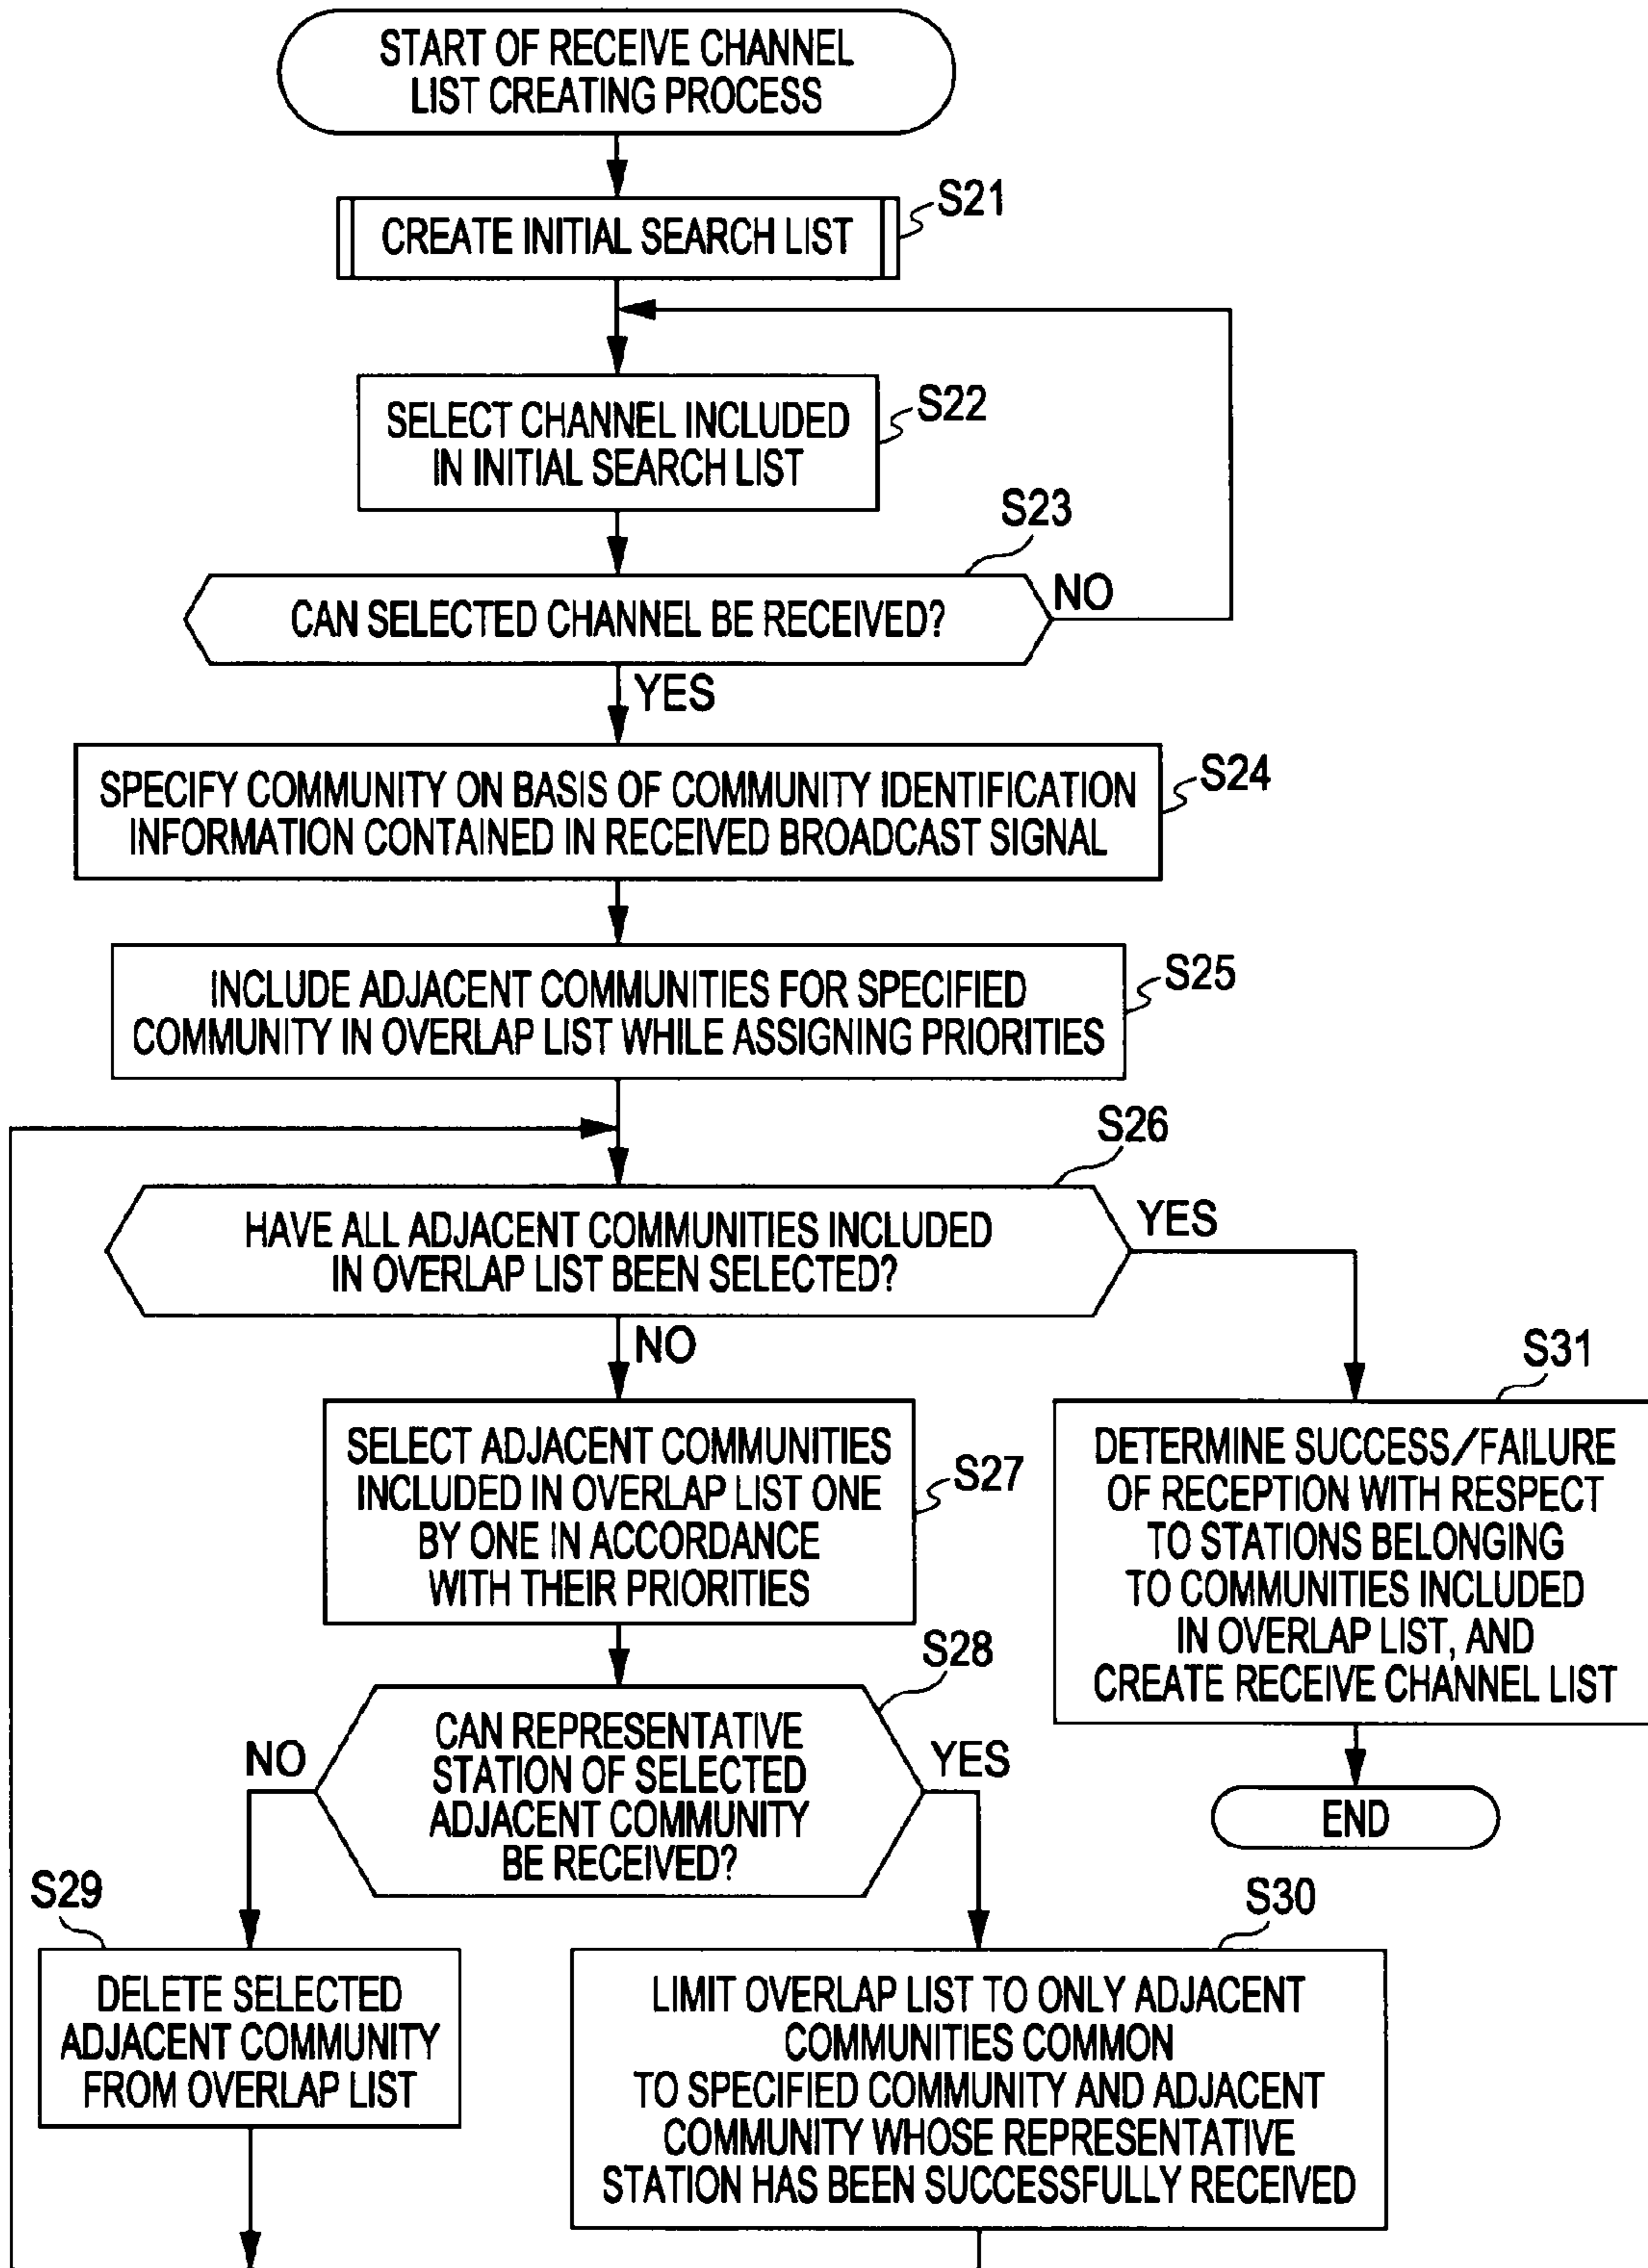 START OF RECEIVE CHANNEL
LIST CREATING PROCESS
S21
CREATE INITIAL SEARCH LIST
S22
SELECT CHANNEL INCLUDED
IN INITIAL SEARCH LIST
S23
CAN SELECTED CHANNEL BE RECEIVED?
NO
YES
S24
SPECIFY COMMUNITY ON BASIS OF COMMUNITY IDENTIFICATION
INFORMATION CONTAINED IN RECEIVED BROADCAST SIGNAL
S25
INCLUDE ADJACENT COMMUNITIES FOR SPECIFIED
COMMUNITY IN OVERLAP LIST WHILE ASSIGNING PRIORITIES
S26
HAVE ALL ADJACENT COMMUNITIES INCLUDED
IN OVERLAP LIST BEEN SELECTED?
YES
NO
S27
SELECT ADJACENT COMMUNITIES
INCLUDED IN OVERLAP LIST ONE
BY ONE IN ACCORDANCE
WITH THEIR PRIORITIES
S31
DETERMINE SUCCESS/FAILURE
OF RECEPTION WITH RESPECT
TO STATIONS BELONGING
TO COMMUNITIES INCLUDED
IN OVERLAP LIST, AND
CREATE RECEIVE CHANNEL LIST
END
S28
CAN REPRESENTATIVE
STATION OF SELECTED
ADJACENT COMMUNITY
BE RECEIVED?
NO
YES
S29
DELETE SELECTED
ADJACENT COMMUNITY
FROM OVERLAP LIST
S30
LIMIT OVERLAP LIST TO ONLY ADJACENT
COMMUNITIES COMMON
TO SPECIFIED COMMUNITY AND ADJACENT
COMMUNITY WHOSE REPRESENTATIVE
STATION HAS BEEN SUCCESSFULLY RECEIVED